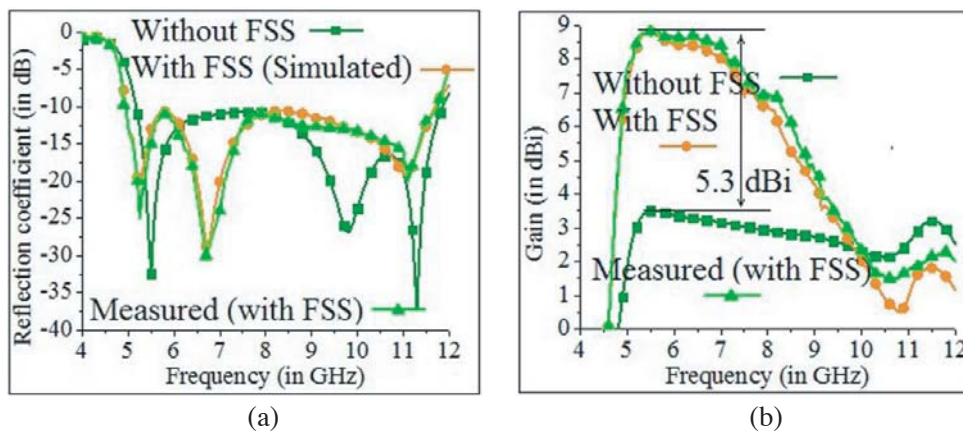 Reflection coefficient (in dB)
0
-5
-10
-15
-20
-25
-30
-35
-40
Without FSS
With FSS (Simulated)
Measured (with FSS)
4 5 6 7 8 9 10 11 12
Frequency (in GHz)
(a)
Gain (in dBi)
9
8
7
6
5
4
3
2
1
0
Without FSS
With FSS
5.3 dBi
Measured (with FSS)
4 5 6 7 8 9 10 11 12
Frequency (in GHz)
(b)